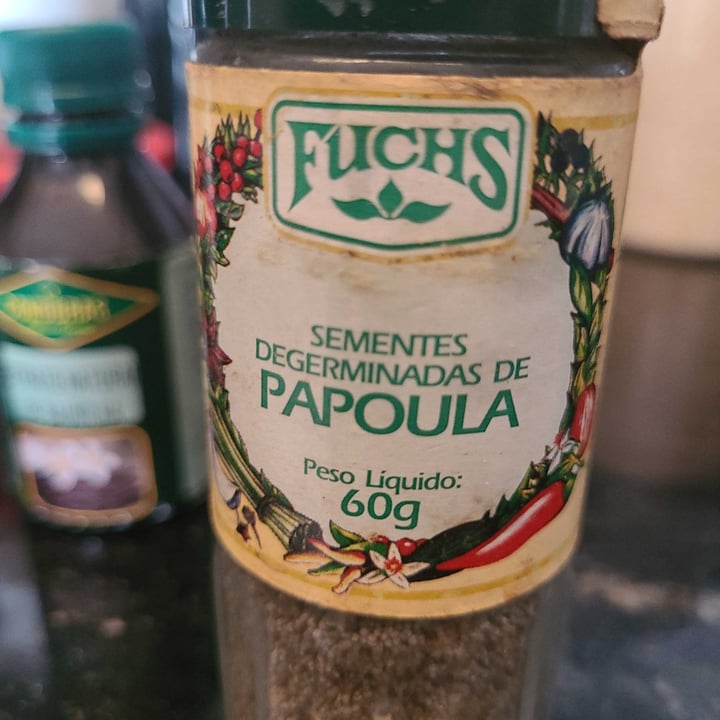 FUCHS
SEMENTES
DEGERMINADAS DE
PAPOULA
Peso Líquido:
60g